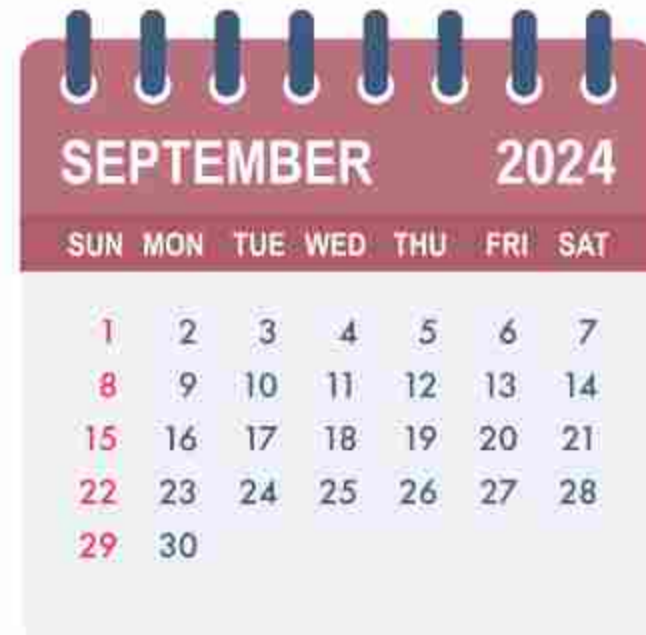 SEPTEMBER 2024
SUN MON TUE WED THU FRI SAT
1 2 3 4 5 6 7
8 9 10 11 12 13 14
15 16 17 18 19 20 21
22 23 24 25 26 27 28
29 30